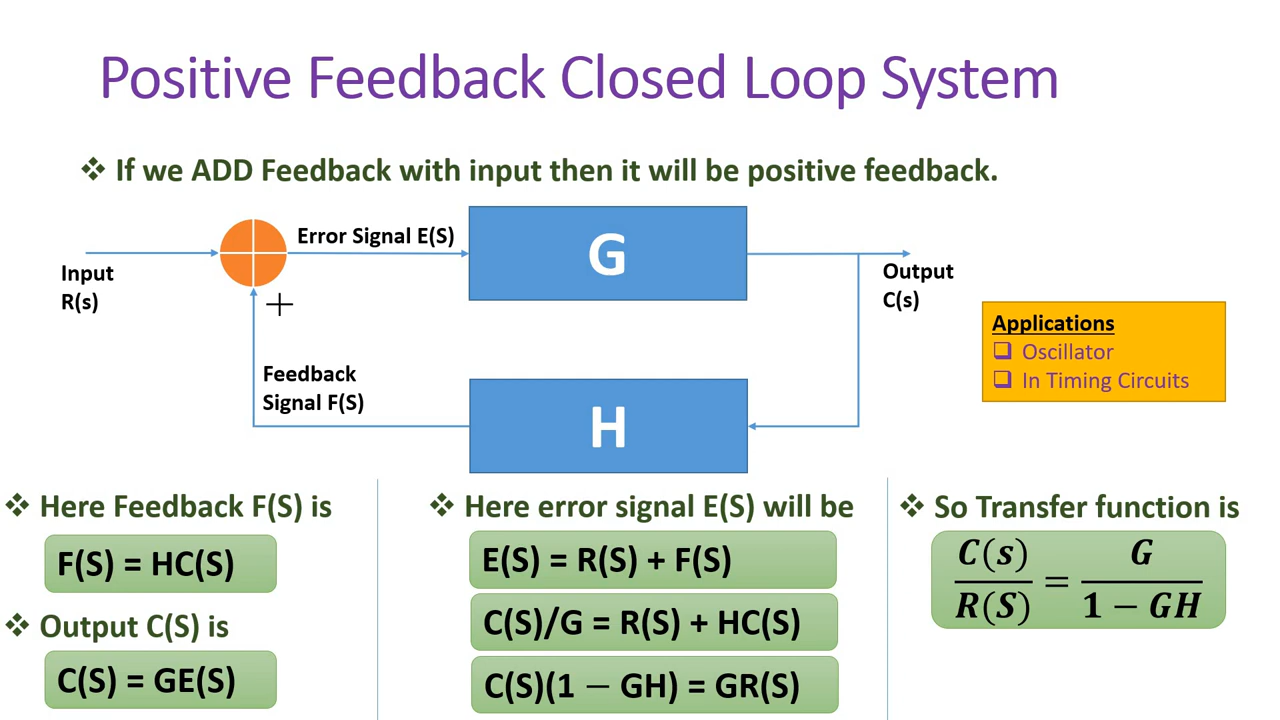 Positive Feedback Closed Loop System
❖ If we ADD Feedback with input then it will be positive feedback.
Input
R(s)
Error Signal E(S)
+
G
Output
C(s)
Feedback
Signal F(S)
H
Applications
❑ Oscillator
❑ In Timing Circuits
❖ Here Feedback F(S) is
F(S) = HC(S)
❖ Output C(S) is
C(S) = GE(S)
❖ Here error signal E(S) will be
E(S) = R(S) + F(S)
C(S)/G = R(S) + HC(S)
C(S)(1 − GH) = GR(S)
❖ So Transfer function is
C(s)/R(S) = G/1 − GH